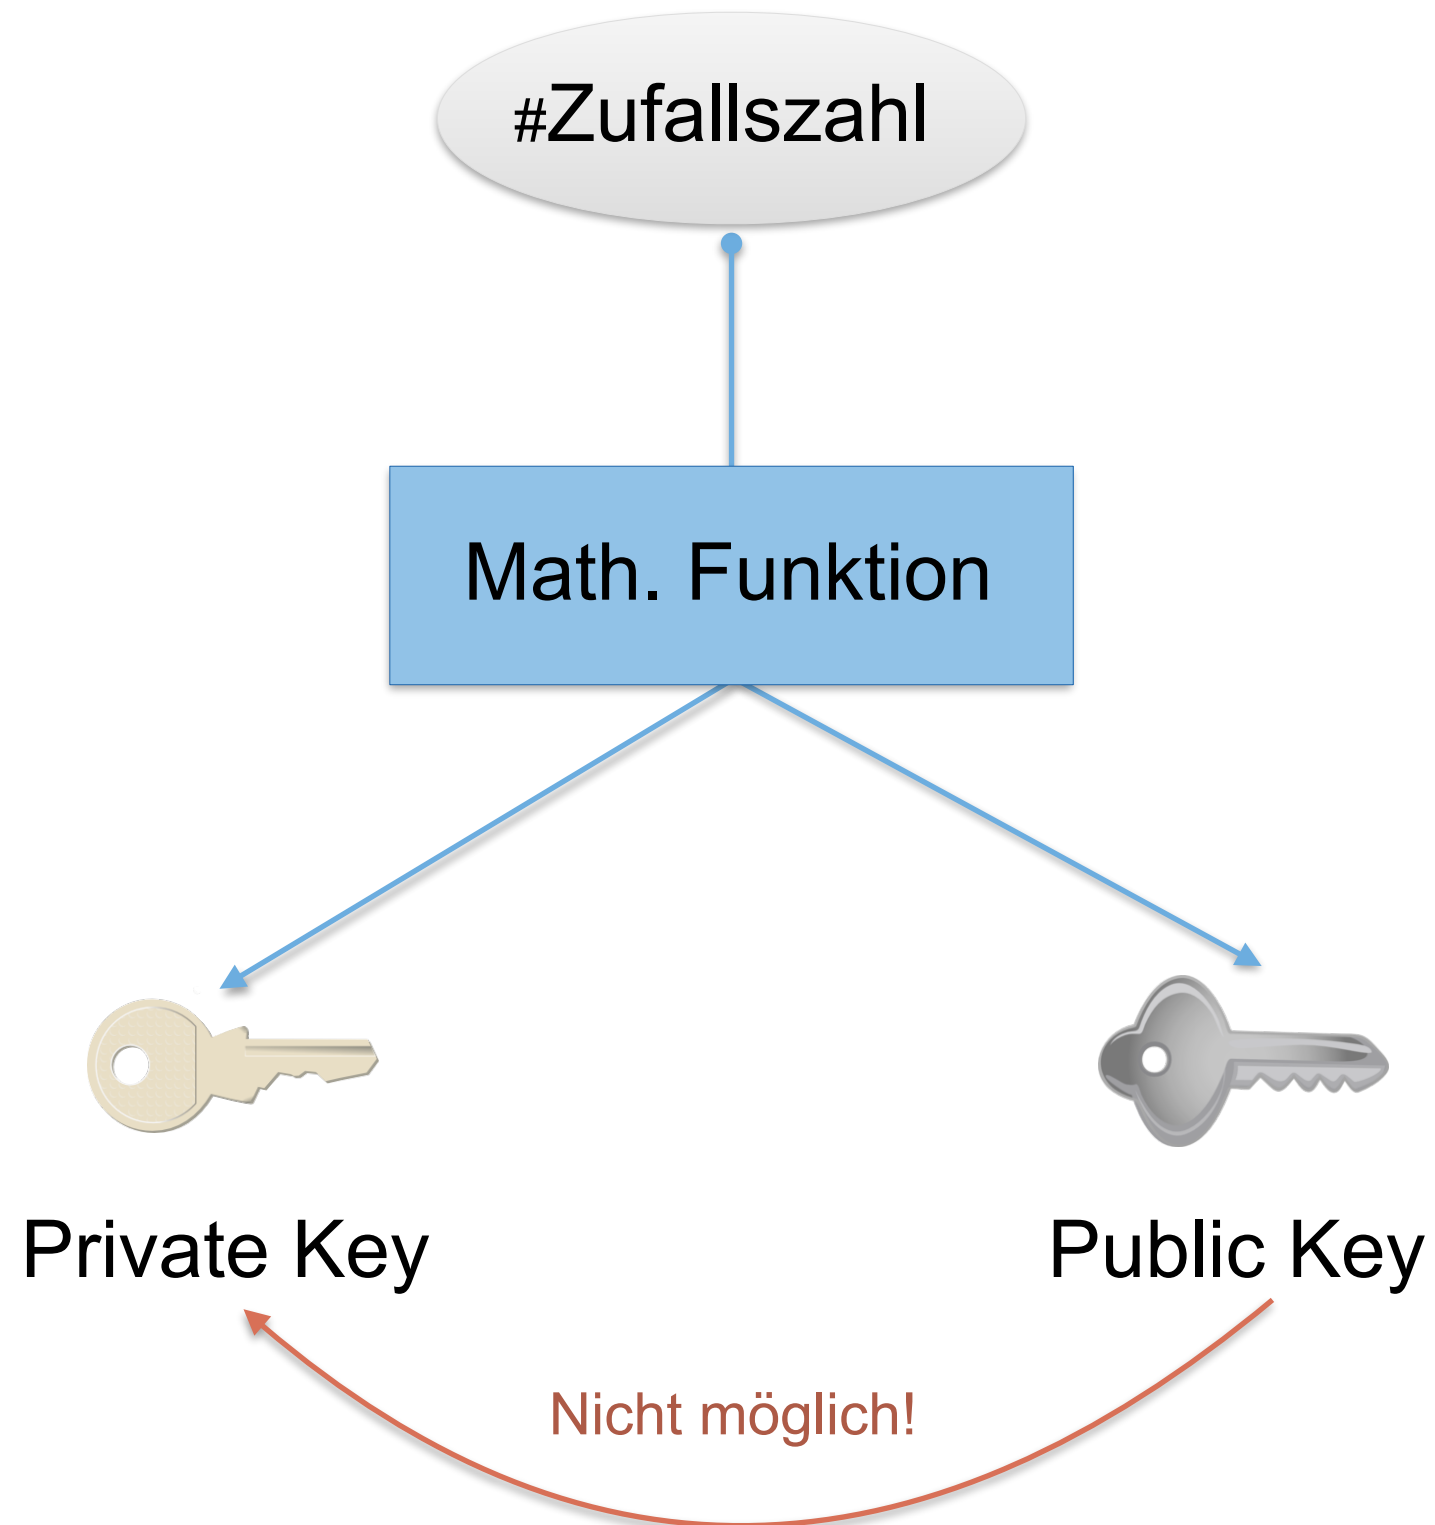 #Zufallszahl
Math. Funktion
Private Key
Public Key
Nicht möglich!